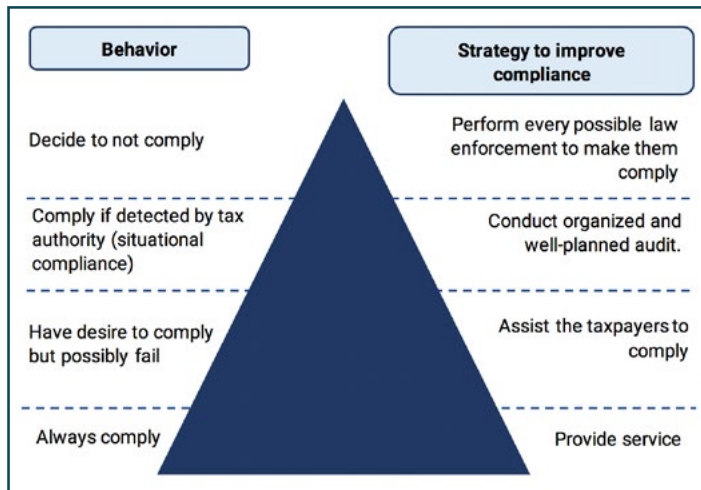 Behavior
Strategy to improve
compliance
Decide to not comply
Perform every possible law
enforcement to make them
comply
Comply if detected by tax
authority (situational
compliance)
Conduct organized and
well-planned audit.
Have desire to comply
but possibly fail
Assist the taxpayers to
comply
Always comply
Provide service